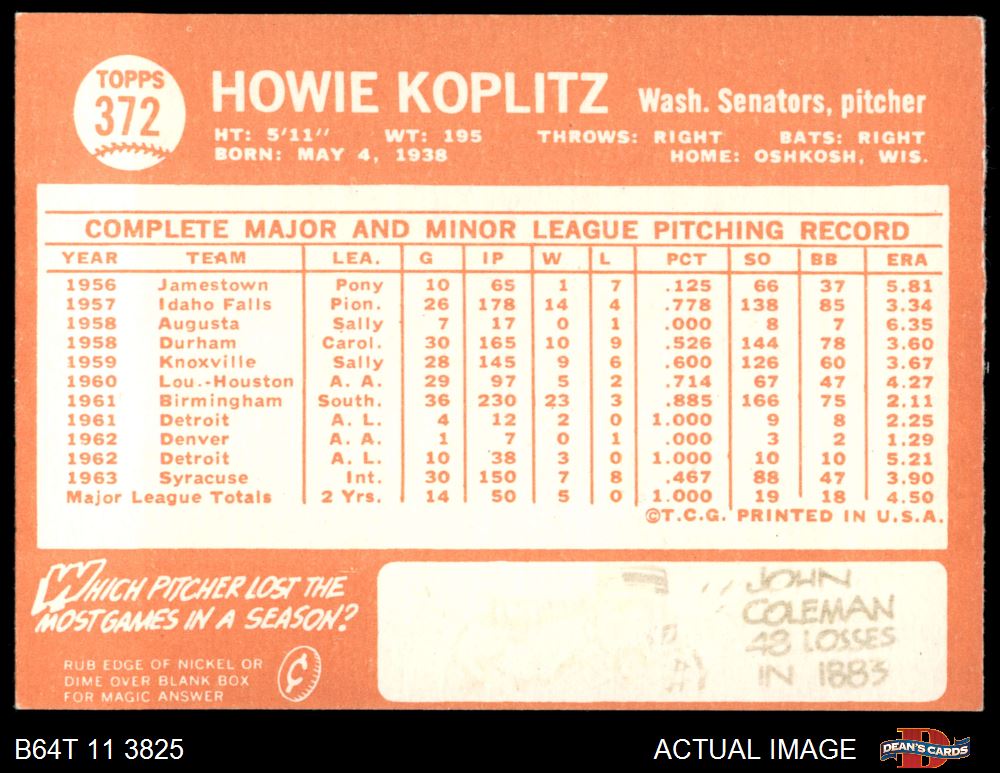 TOPPS
372
HOWIE KOPLITZ Wash. Senators, pitcher
HT: 5'11" WT: 195 THROWS: RIGHT BATS: RIGHT
BORN: MAY 4, 1938 HOME: OSHKOSH, WIS.
COMPLETE MAJOR AND MINOR LEAGUE PITCHING RECORD
YEAR TEAM LEA. G IP W L PCT SO BB ERA
1956 Jamestown Pony 10 65 1 7 .125 66 37 5.81
1957 Idaho Falls Pion. 26 178 14 4 .778 138 85 3.34
1958 Augusta Sally 7 17 0 1 .000 8 7 6.35
1958 Durham Carol. 30 165 10 9 .526 144 78 3.60
1959 Knoxville Sally 28 145 9 6 .600 126 60 3.67
1960 Lou.-Houston A. A. 29 97 5 2 .714 67 47 4.27
1961 Birmingham South. 36 230 23 3 .885 166 75 2.11
1961 Detroit A. L. 4 12 2 0 1.000 9 8 2.25
1962 Denver A. A. 1 7 0 1 .000 3 2 1.29
1962 Detroit A. L. 10 38 3 0 1.000 10 10 5.21
1963 Syracuse Int. 30 150 7 8 .467 88 47 3.90
Major League Totals 2 Yrs. 14 50 5 0 1.000 19 18 4.50
©T.C.G. PRINTED IN U.S.A.
WHICH PITCHER LOST THE
MOST GAMES IN A SEASON?
RUB EDGE OF NICKEL OR
DIME OVER BLANK BOX
FOR MAGIC ANSWER
JOHN
COLEMAN
48 LOSSES
IN 1883
#1
B64T 11 3825 ACTUAL IMAGE
DEAN'S CARDS